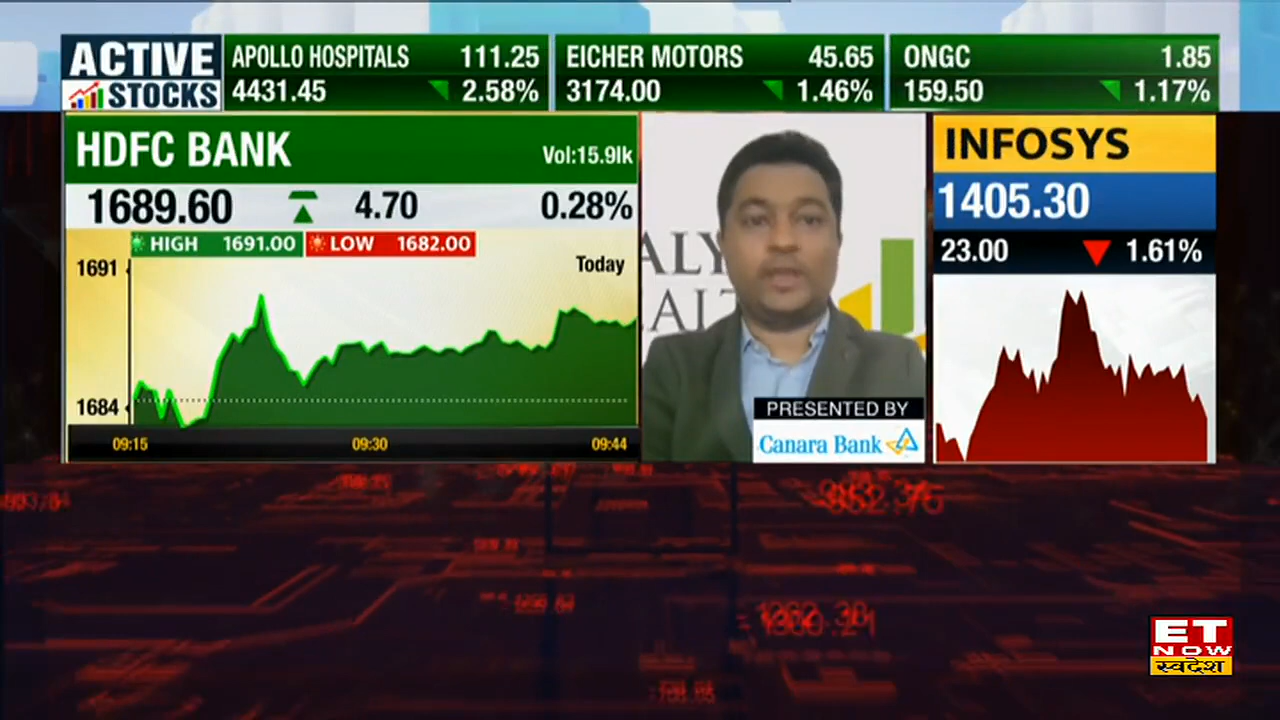 ACTIVE
STOCKS
APOLLO HOSPITALS 111.25
4431.45 2.58%
EICHER MOTORS 45.65
3174.00 1.46%
ONGC 1.85
159.50 1.17%
HDFC BANK Vol:15.9lk
1689.60 4.70 0.28%
HIGH 1691.00 LOW 1682.00
Today
1691
1684
09:15 09:30 09:44
ALY
EALT
PRESENTED BY
Canara Bank
INFOSYS
1405.30
23.00 1.61%
ET
NOW
स्वदेश